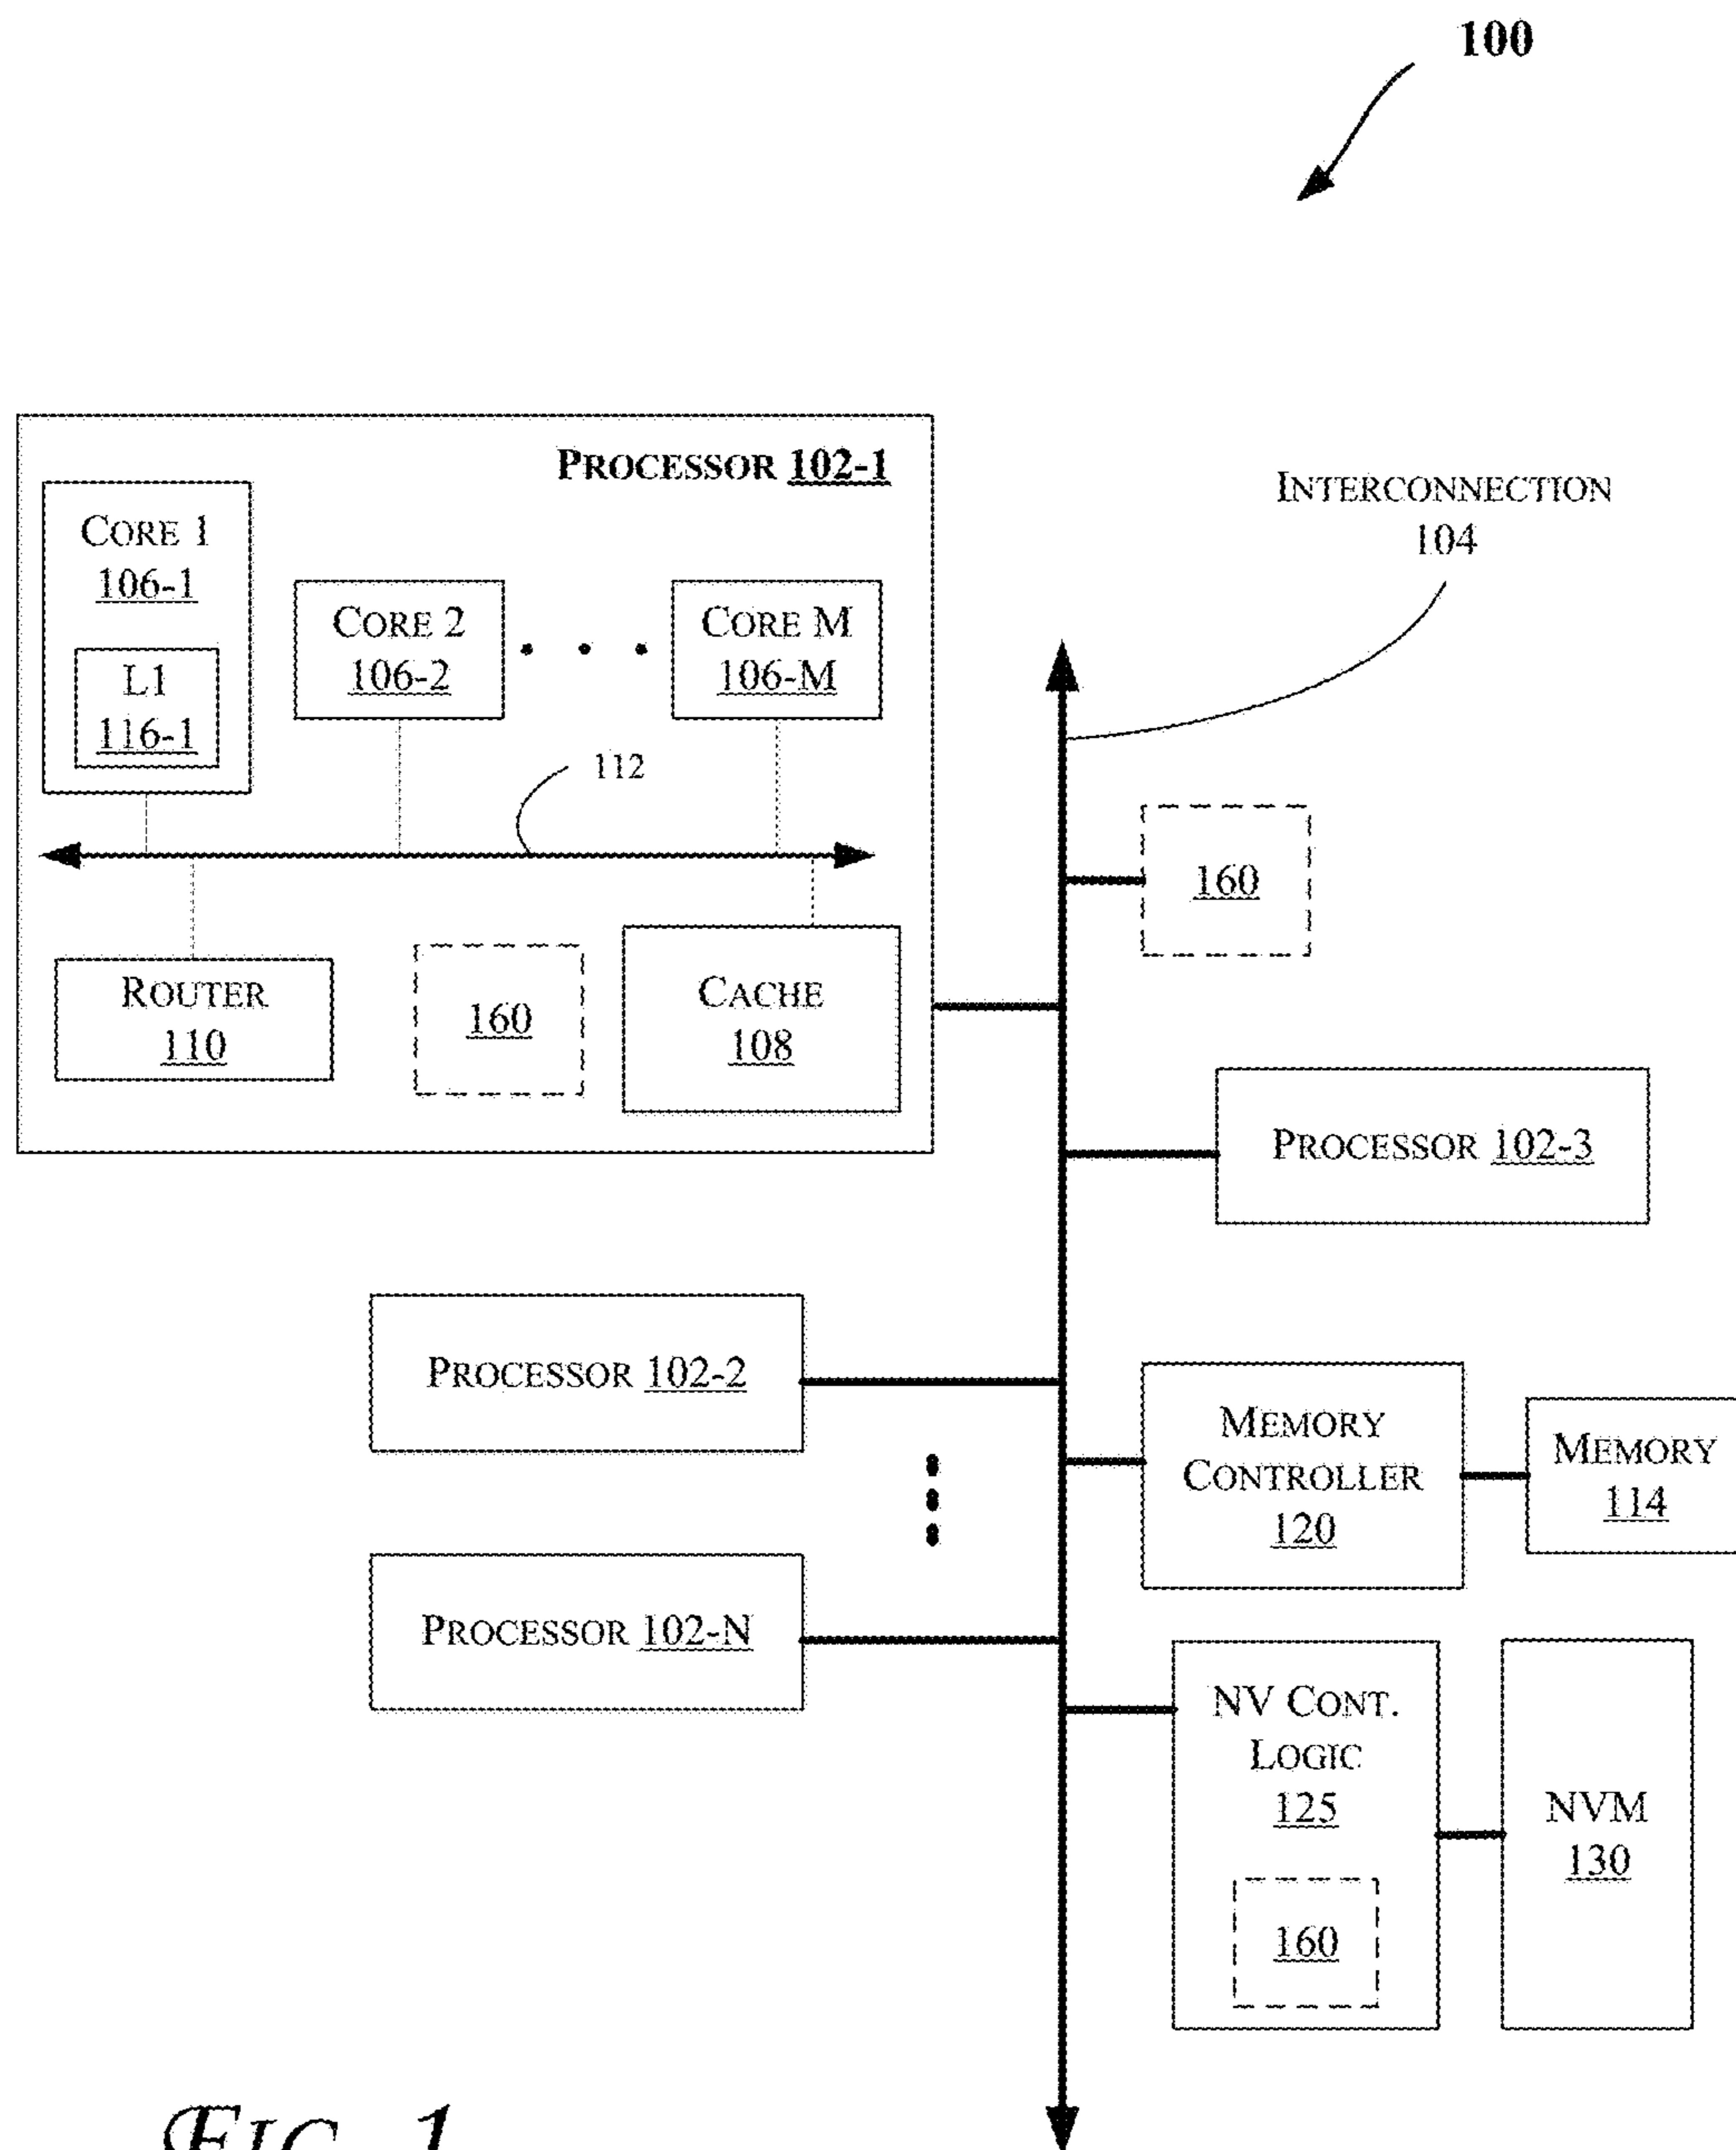 100
PROCESSOR 102-1
INTERCONNECTION
104
CORE 1
106-1
L1
116-1
CORE 2
106-2
CORE M
106-M
112
160
ROUTER
110
160
CACHE
108
PROCESSOR 102-3
PROCESSOR 102-2
MEMORY
CONTROLLER
120
MEMORY
114
PROCESSOR 102-N
NV CONT.
LOGIC
125
160
NVM
130
FIG. 1